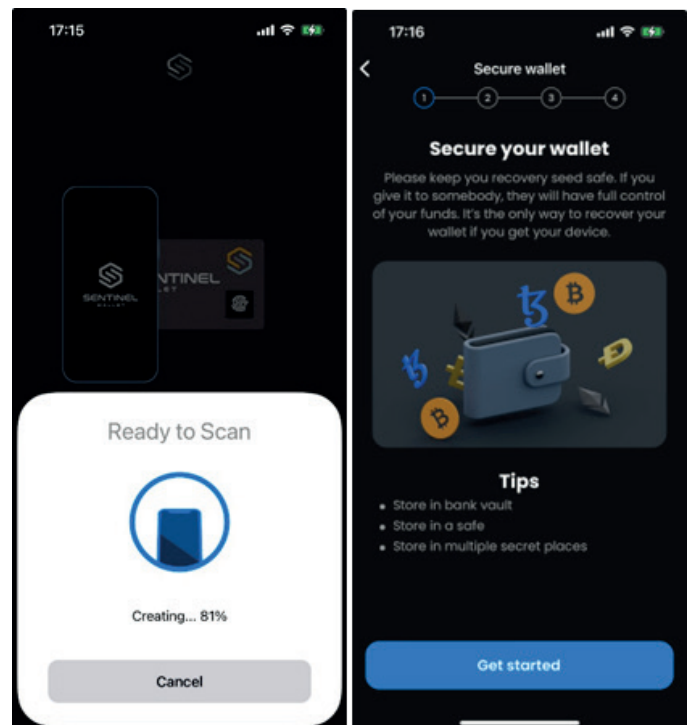 17:15
SENTINEL
WALLET
NTINEL
LET
Ready to Scan
Creating... 81%
Cancel
17:16
Secure wallet
1
2
3
4
Secure your wallet
Please keep you recovery seed safe. If you
give it to somebody, they will have full control
of your funds. It's the only way to recover your
wallet if you get your device.
Tips
• Store in bank vault
• Store in a safe
• Store in multiple secret places
Get started